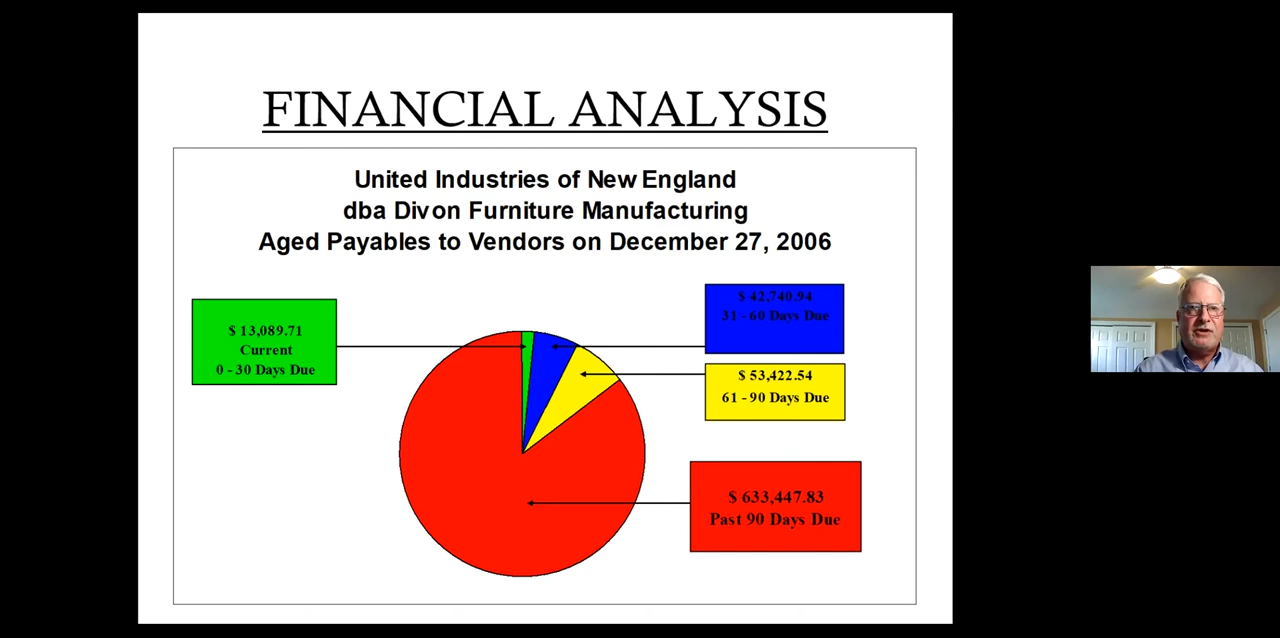 FINANCIAL ANALYSIS
United Industries of New England
dba Divon Furniture Manufacturing
Aged Payables to Vendors on December 27, 2006
$ 13,089.71
Current
0 - 30 Days Due
$ 42,740.94
31 - 60 Days Due
$ 53,422.54
61 - 90 Days Due
$ 633,447.83
Past 90 Days Due